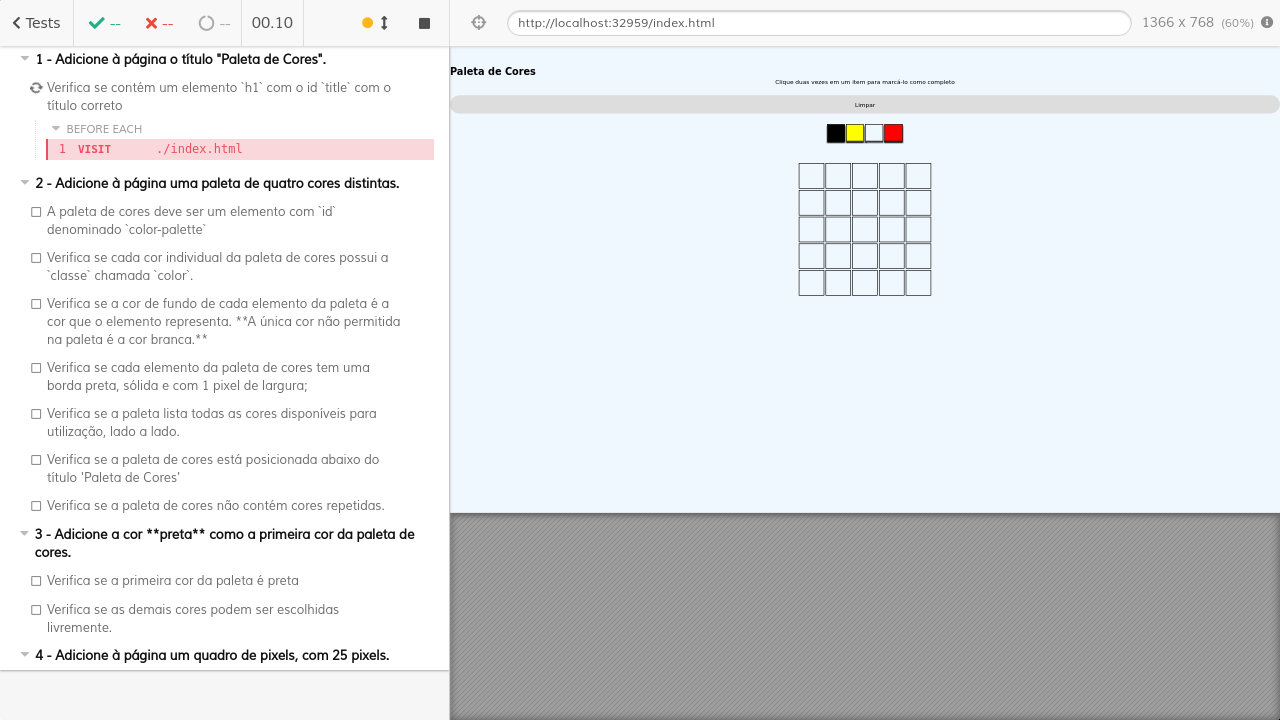 Tests -- -- -- 00.10 http://localhost:32959/index.html 1366 x 768 (60%)
1 - Adicione à página o título "Paleta de Cores".
Verifica se contém um elemento `h1` com o id `title` com o
título correto
BEFORE EACH
1 VISIT ./index.html
2 - Adicione à página uma paleta de quatro cores distintas.
A paleta de cores deve ser um elemento com `id`
denominado `color-palette`
Verifica se cada cor individual da paleta de cores possui a
`classe` chamada `color`.
Verifica se a cor de fundo de cada elemento da paleta é a
cor que o elemento representa. **A única cor não permitida
na paleta é a cor branca.**
Verifica se cada elemento da paleta de cores tem uma
borda preta, sólida e com 1 pixel de largura;
Verifica se a paleta lista todas as cores disponíveis para
utilização, lado a lado.
Verifica se a paleta de cores está posicionada abaixo do
título 'Paleta de Cores'
Verifica se a paleta de cores não contém cores repetidas.
3 - Adicione a cor **preta** como a primeira cor da paleta de
cores.
Verifica se a primeira cor da paleta é preta
Verifica se as demais cores podem ser escolhidas
livremente.
4 - Adicione à página um quadro de pixels, com 25 pixels.
Paleta de Cores
Clique duas vezes em um item para marcá-lo como completo
Limpar